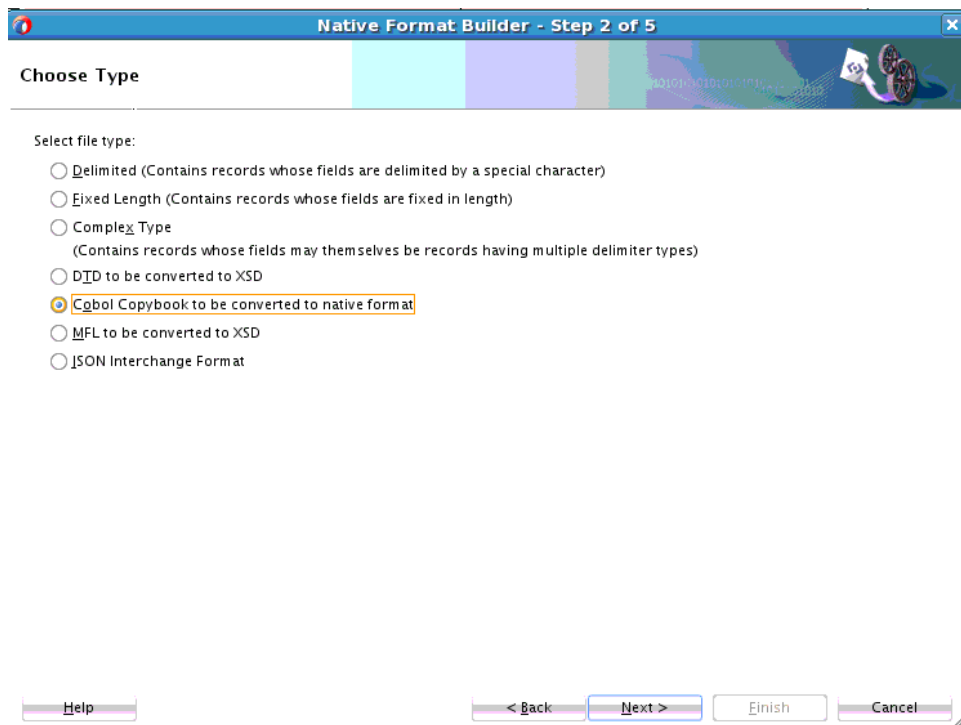 Native Format Builder - Step 2 of 5
Choose Type
Select file type:
Delimited (Contains records whose fields are delimited by a special character)
Fixed Length (Contains records whose fields are fixed in length)
Complex Type
(Contains records whose fields may themselves be records having multiple delimiter types)
DTD to be converted to XSD
Cobol Copybook to be converted to native format
MFL to be converted to XSD
JSON Interchange Format
Help
< Back
Next >
Finish
Cancel